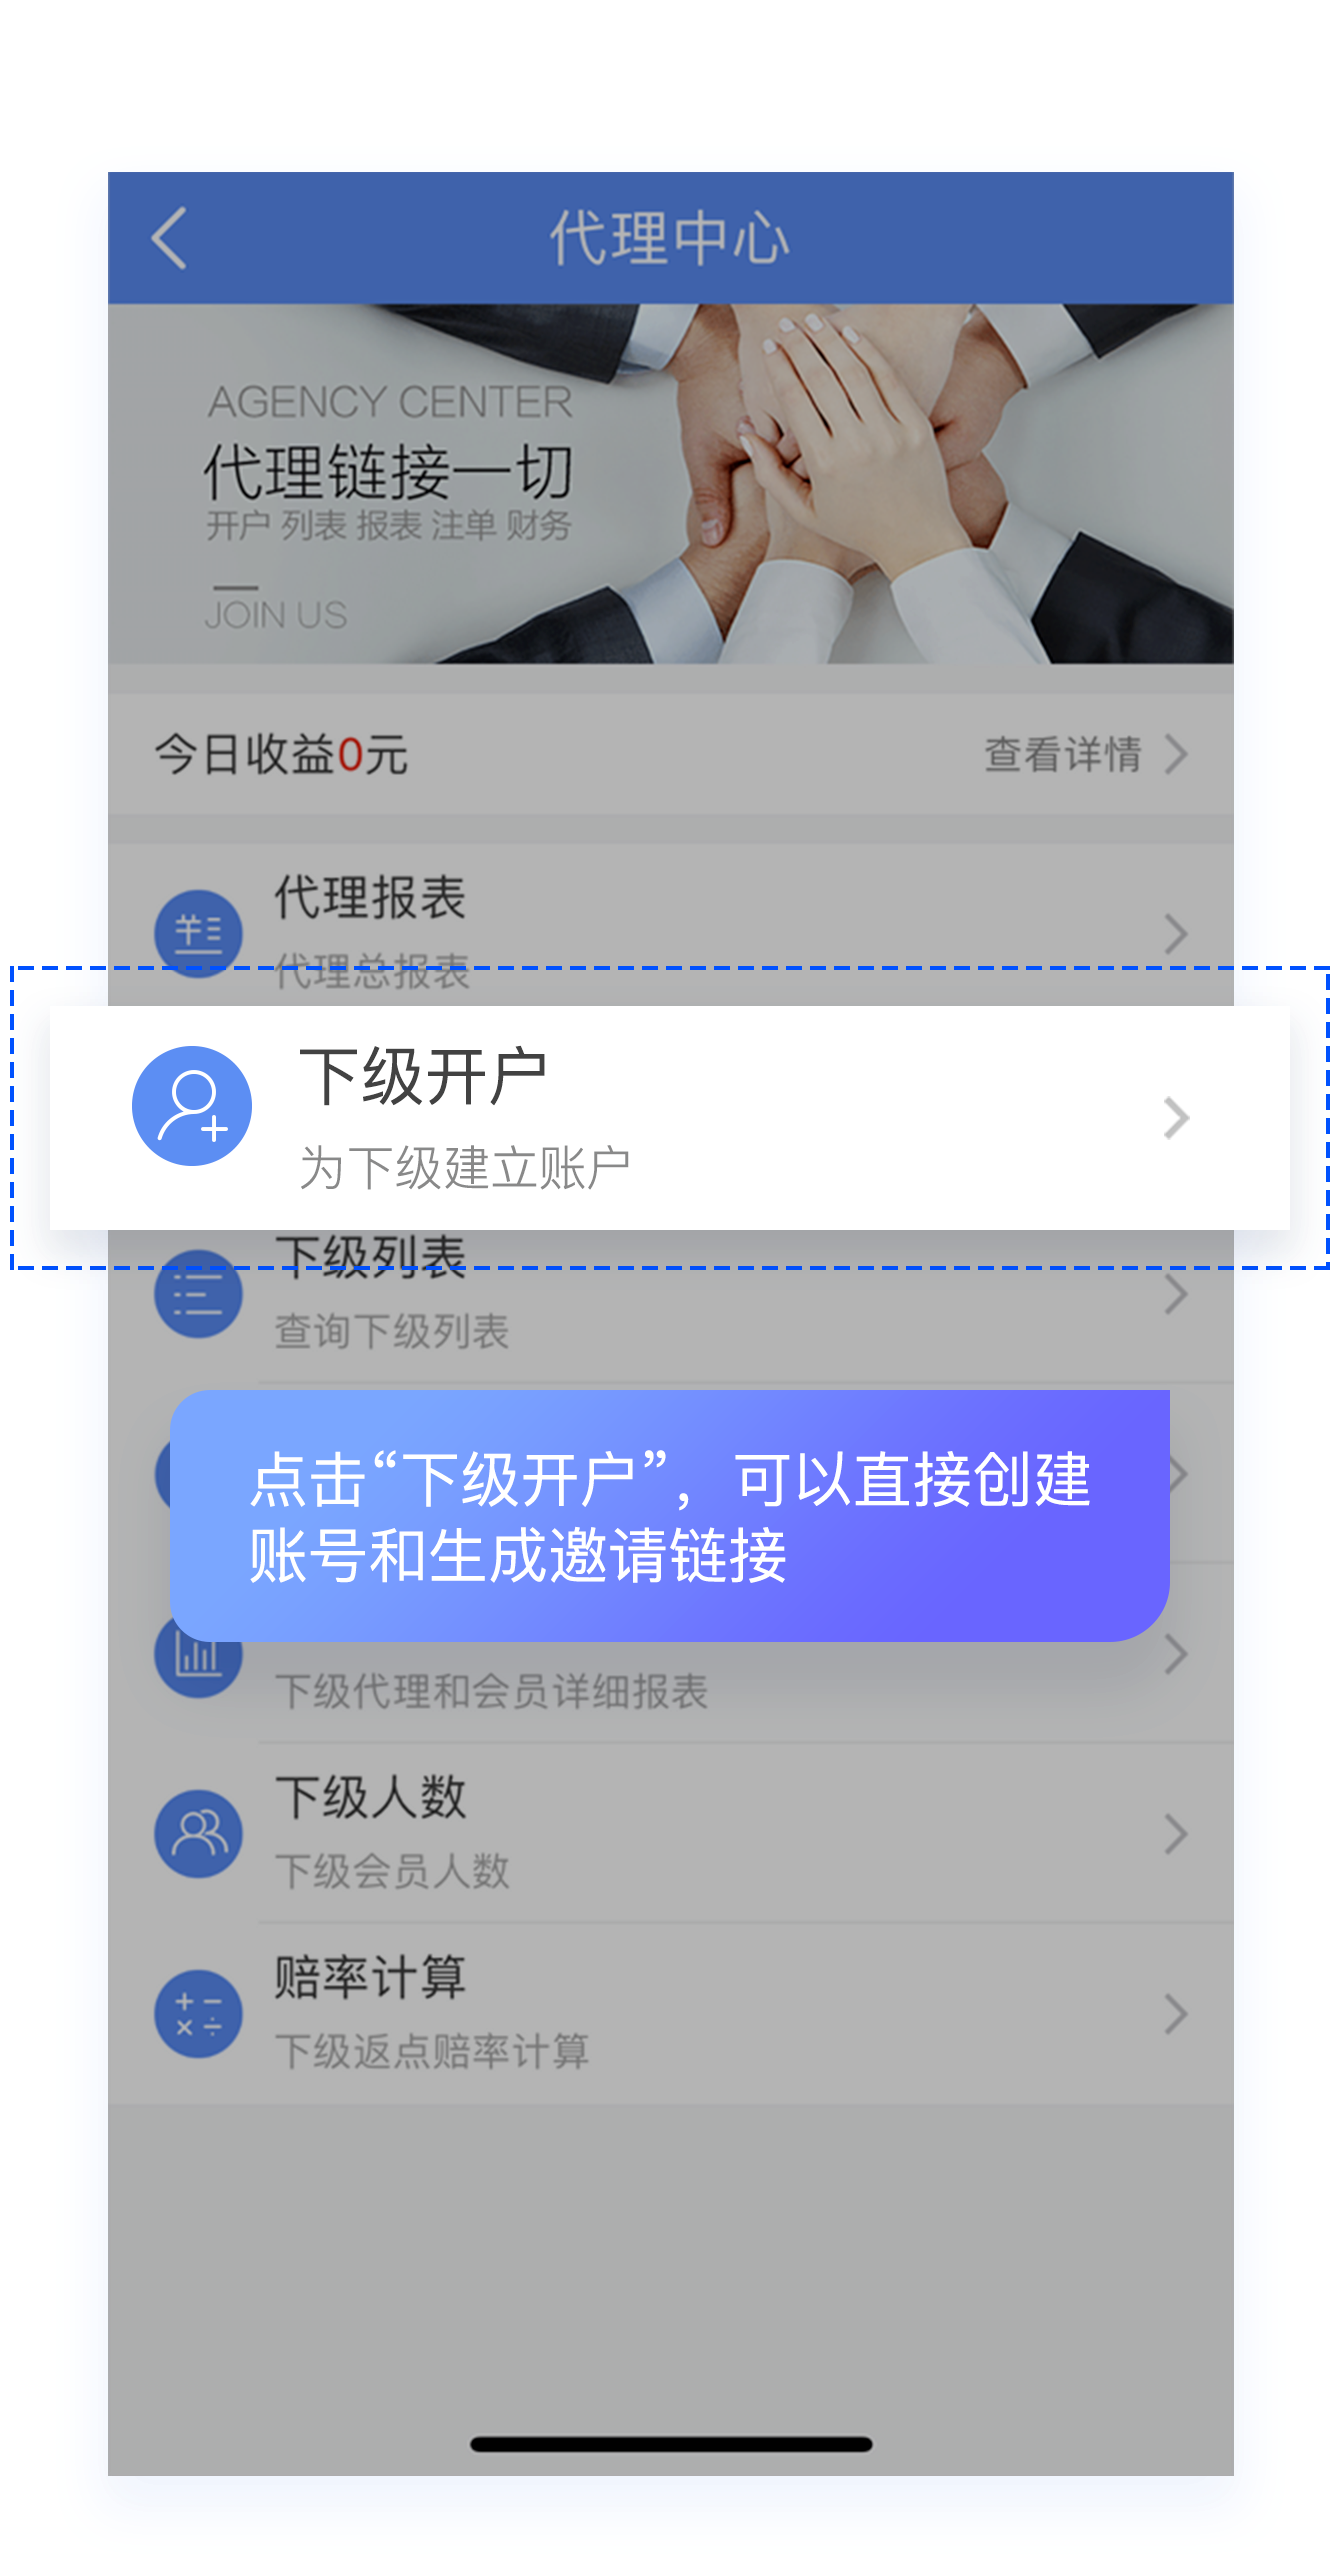 代理中心
AGENCY CENTER
代理链接一切
开户 列表 报表 注单 财务
JOIN US
今日收益0元
查看详情
代理报表
代理总报表
下级开户
为下级建立账户
下级列表
查询下级列表
点击“下级开户”，可以直接创建
账号和生成邀请链接
下级代理和会员详细报表
下级人数
下级会员人数
赔率计算
下级返点赔率计算